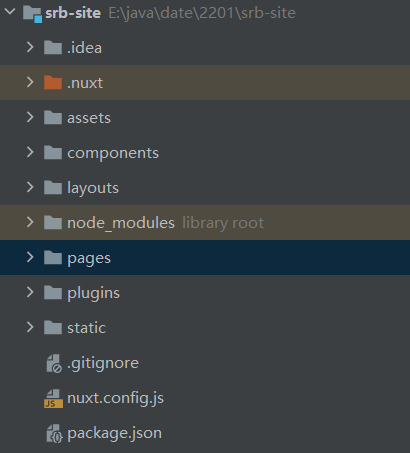 srb-site E:\java\date\2201\srb-site
.idea
.nuxt
assets
components
layouts
node_modules library root
pages
plugins
static
.gitignore
JS nuxt.config.js
package.json